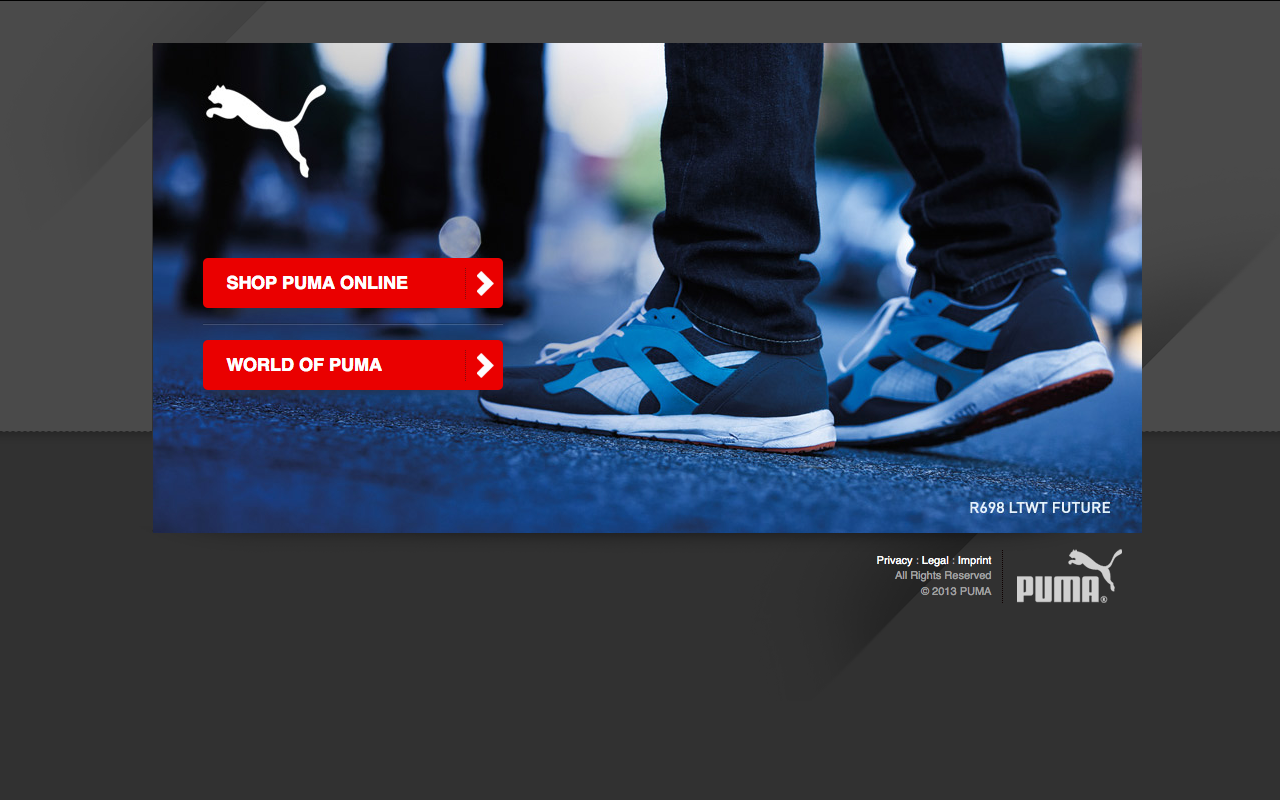 SHOP PUMA ONLINE
WORLD OF PUMA
R698 LTWT FUTURE
Privacy : Legal : Imprint
All Rights Reserved
© 2013 PUMA
PUMA®